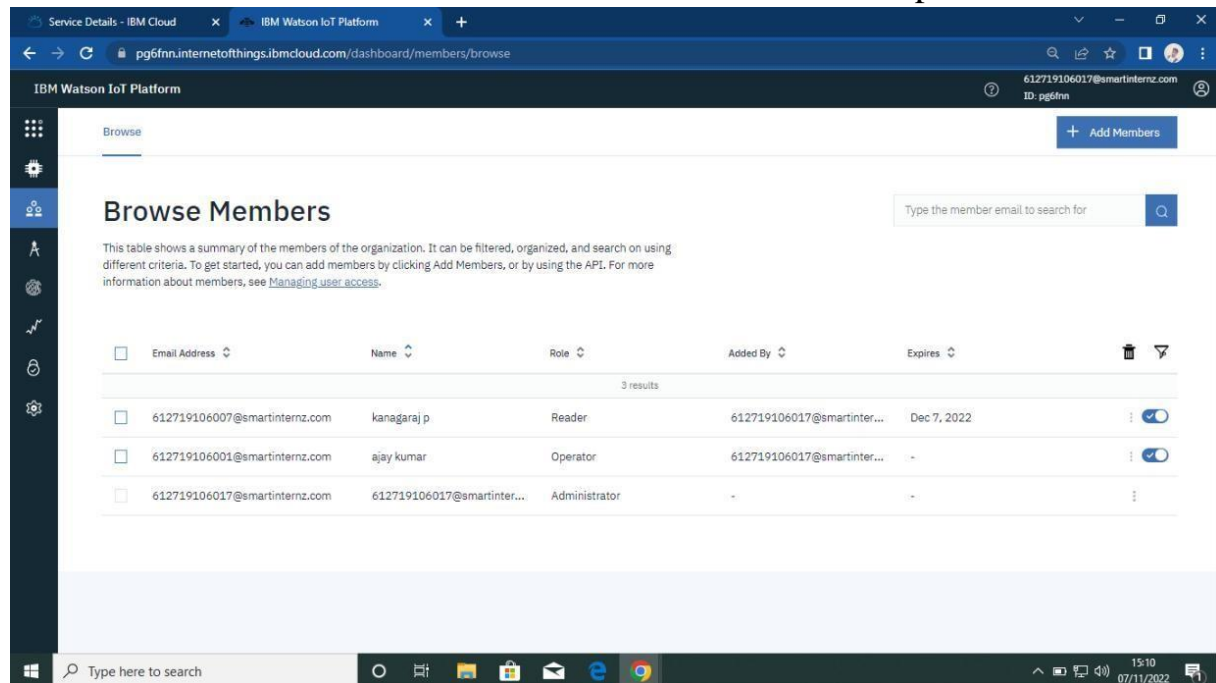 Service Details - IBM Cloud
IBM Watson IoT Platform
pg6fnn.internetofthings.ibmcloud.com/dashboard/members/browse
IBM Watson IoT Platform
612719106017@smartinternz.com
ID: pg6fnn
Browse
+ Add Members
Browse Members
Type the member email to search for
This table shows a summary of the members of the organization. It can be filtered, organized, and search on using
different criteria. To get started, you can add members by clicking Add Members, or by using the API. For more
information about members, see Managing user access.
Email Address Name Role Added By Expires
3 results
612719106007@smartinternz.com kanagaraj p Reader 612719106017@smartinter... Dec 7, 2022
612719106001@smartinternz.com ajay kumar Operator 612719106017@smartinter... -
612719106017@smartinternz.com 612719106017@smartinter... Administrator - -
Type here to search
15:10
07/11/2022